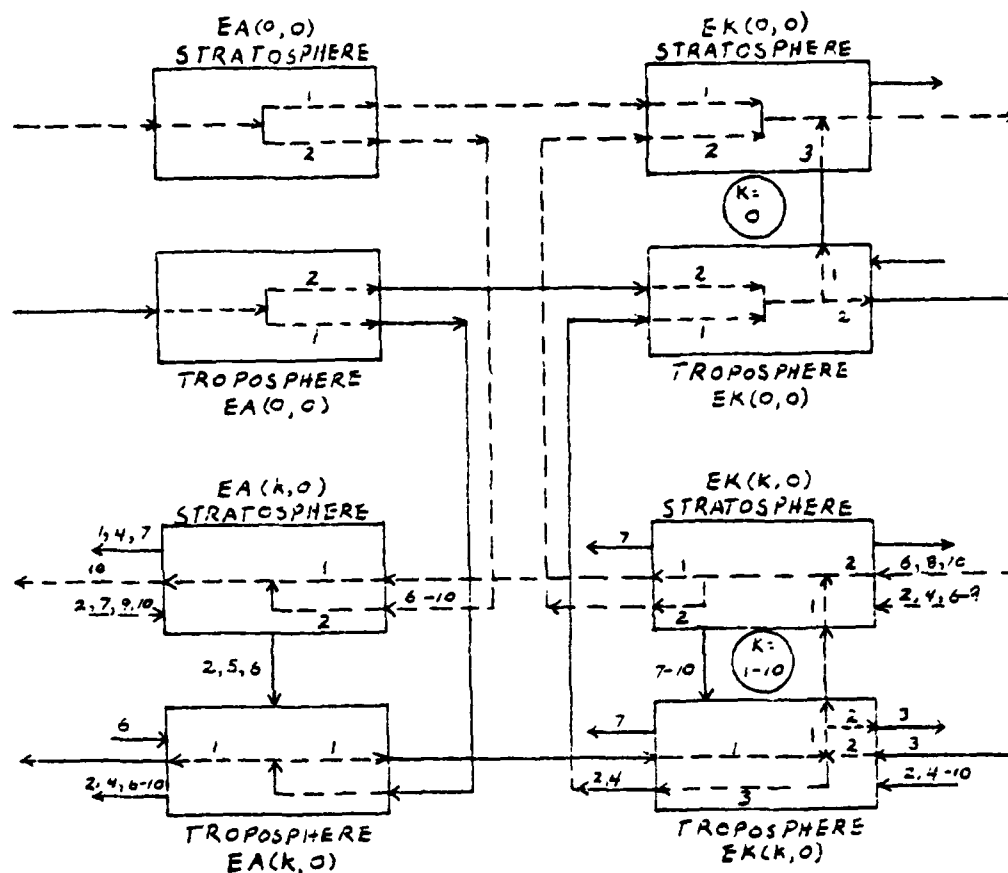 EA(0,0)
STRATOSPHERE
EK(0,0)
STRATOSPHERE
1
2
1
2
3
K=
0
2
1
2
1
1
2
TROPOSPHERE
EA(0,0)
TROPOSPHERE
EK(0,0)
EA(k,0)
STRATOSPHERE
EK(K,0)
STRATOSPHERE
1,4,7
10
2,7,9,10
1
2
6-10
7
1
2
2
6,8,10
2,4,6-9
1
2,5,6
7-10
K=
1-10
6
1
1
2,4,6-10
7
2,4
1
3
1
2
2
3
3
2,4-10
TROPOSPHERE
EA(K,0)
TROPOSPHERE
EK(K,0)